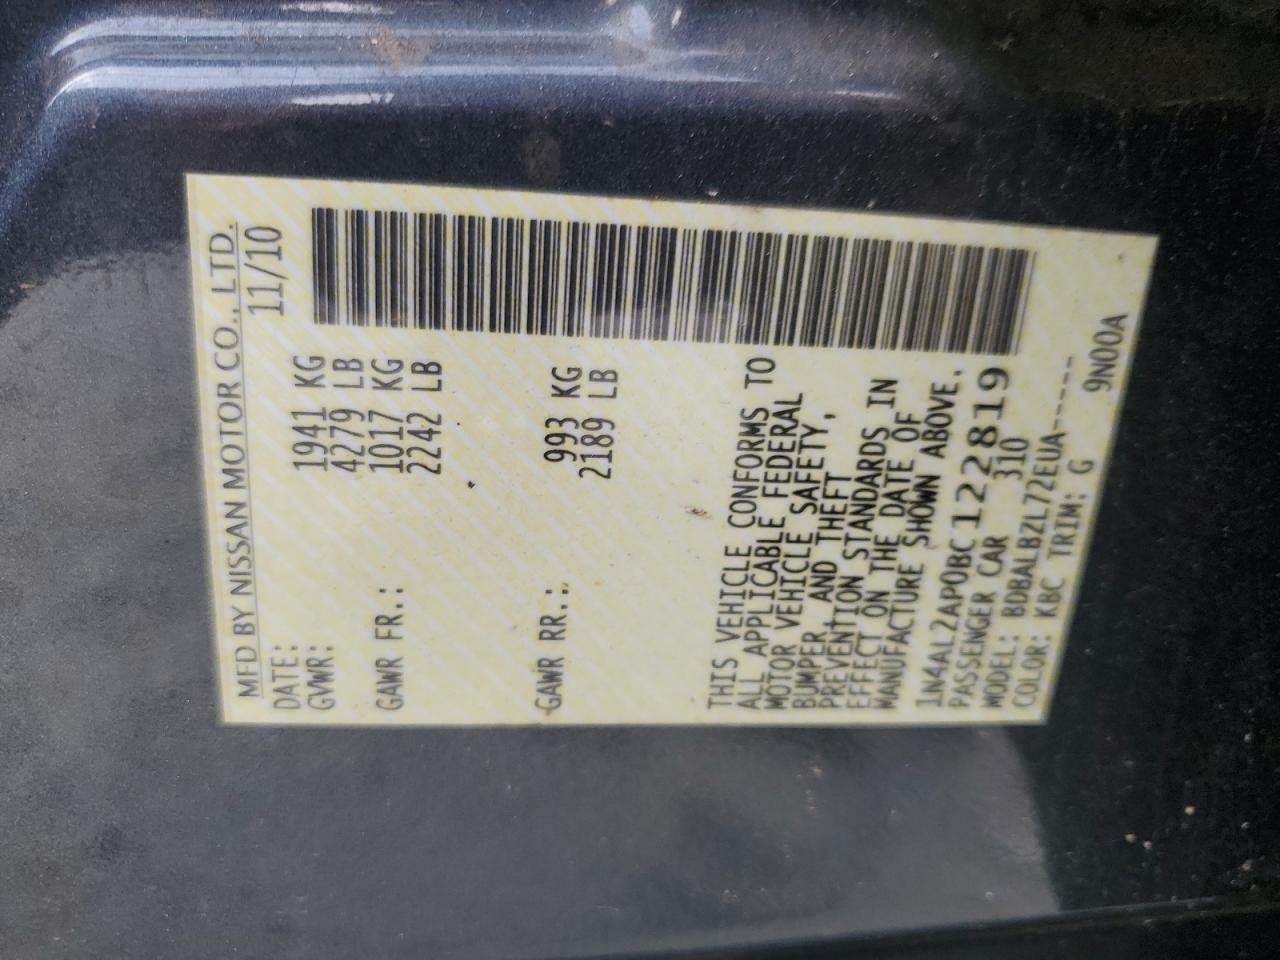 MFD BY NISSAN MOTOR CO., LTD.
DATE: 11/10
GVWR: 1941 KG
4279 LB
GAWR FR.: 1017 KG
2242 LB
GAWR RR.: 993 KG
2189 LB
THIS VEHICLE CONFORMS TO
ALL APPLICABLE FEDERAL
MOTOR VEHICLE SAFETY,
BUMPER, AND THEFT
PREVENTION STANDARDS IN
EFFECT ON THE DATE OF
MANUFACTURE SHOWN ABOVE.
1N4AL2AP0BC122819
PASSENGER CAR 310
MODEL: BDBALBZL72EUA-----
COLOR: KBC TRIM: G 9N00A